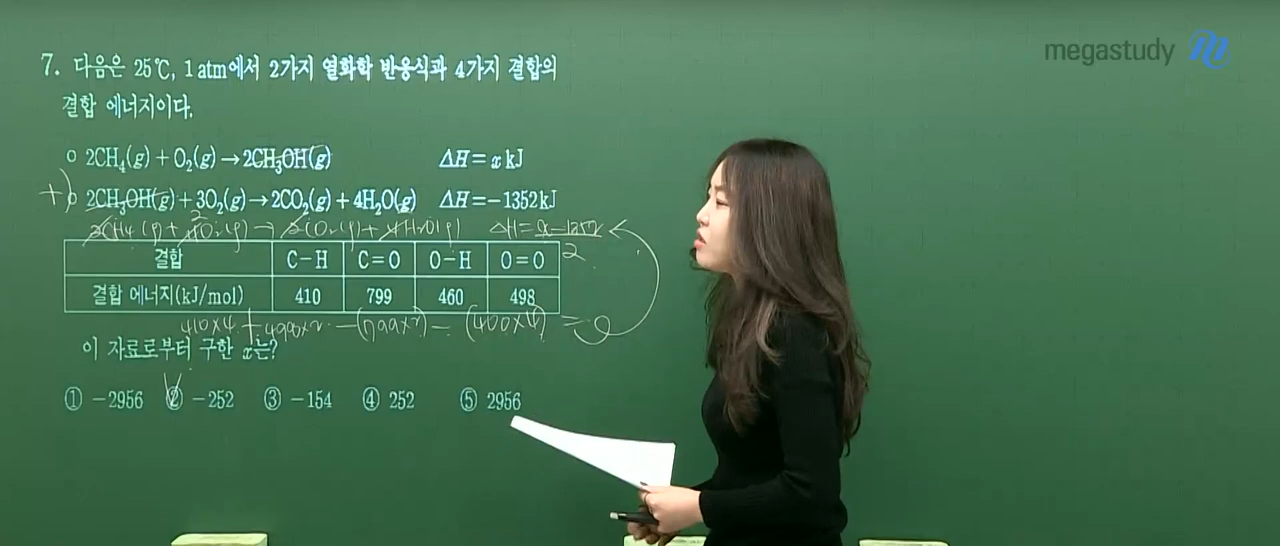 megastudy
7. 다음은 25℃, 1 atm에서 2가지 열화학 반응식과 4가지 결합의
결합 에너지이다.
○ 2CH₄(g) + O₂(g) → 2CH₃OH(g) ΔH = x kJ
+) ○ 2CH₃OH(g) + 3O₂(g) → 2CO₂(g) + 4H₂O(g) ΔH = −1352 kJ
결합 C−H C=O O−H O=O
결합 에너지(kJ/mol) 410 799 460 498
이 자료로부터 구한 x는?
① −2956 ② −252 ③ −154 ④ 252 ⑤ 2956